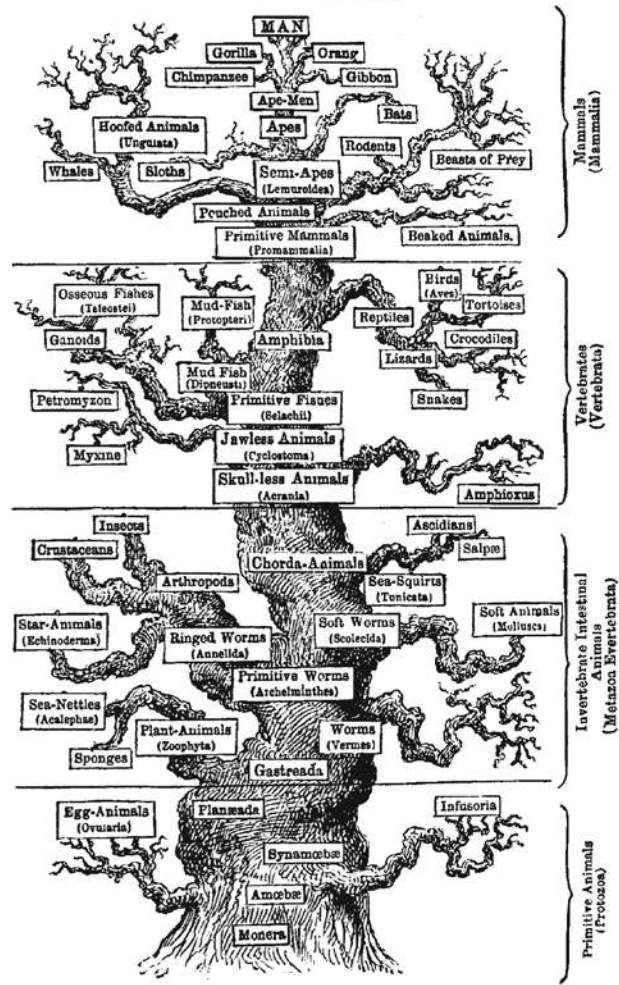 MAN
Gorilla
Orang
Chimpanzee
Gibbon
Ape-Men
Bats
Apes
Hoofed Animals
(Ungulata)
Rodents
Beasts of Prey
Whales
Sloths
Semi-Apes
(Lemuroidea)
Pouched Animals
Primitive Mammals
(Promammalia)
Beaked Animals.
Mammals
(Mammalia)
Osseous Fishes
(Teleostei)
Mud-Fish
(Protopteri)
Birds
(Aves)
Tortoises
Reptiles
Ganoids
Amphibia
Crocodiles
Lizards
Mud Fish
(Dipneusti)
Petromyzon
Primitive Fishes
(Selachii)
Snakes
Jawless Animals
(Cyclostoma)
Myxine
Skull-less Animals
(Acrania)
Amphioxus
Vertebrates
(Vertebrata)
Insects
Ascidians
Crustaceans
Salpæ
Chorda-Animals
Arthropods
Sea-Squirts
(Tunicata)
Star-Animals
(Echinoderma)
Ringed Worms
(Annelida)
Soft Worms
(Scolecida)
Soft Animals
(Mollusca)
Primitive Worms
(Archelminthes)
Sea-Nettles
(Acalephae)
Plant-Animals
(Zoophyta)
Worms
(Vermes)
Sponges
Gastreada
Invertebrate Intestinal
Animals
(Metazoa Evertebrata)
Egg-Animals
(Ovularia)
Planæada
Infusoria
Synamœbæ
Amœbæ
Monera
Primitive Animals
(Protozoa)